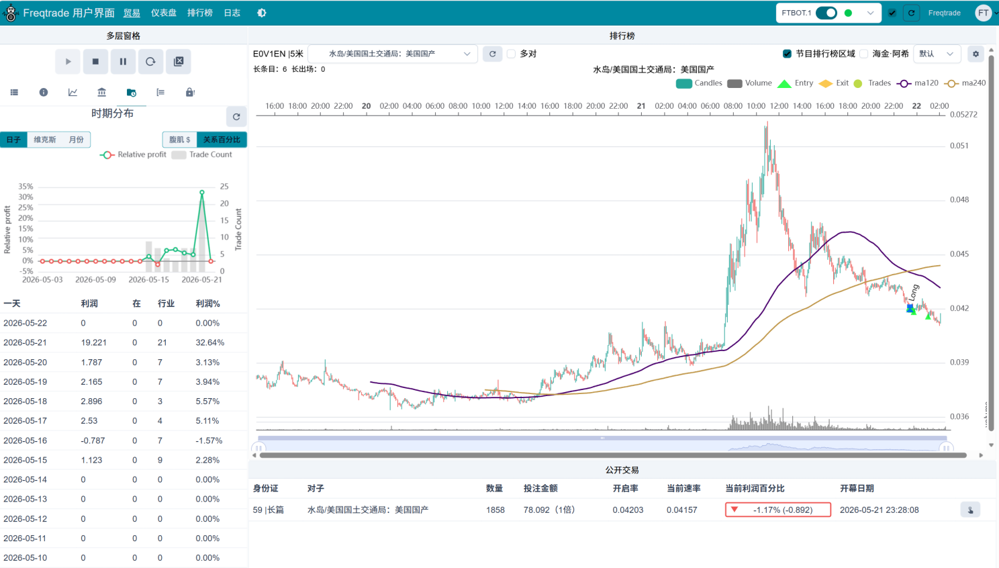 Freqtrade 用户界面 贸易 仪表盘 排行榜 日志
FTBOT.1
Freqtrade
FT
多层窗格
时期分布
日子 维克斯 月份
腹肌 $ 关系百分比
Relative profit Trade Count
35%
30%
25%
20%
15%
10%
5%
0%
-5%
Relative profit
25
20
15
10
5
0
Trade Count
2026-05-03 2026-05-09 2026-05-15 2026-05-21
一天 利润 在 行业 利润%
2026-05-22 0 0 0 0.00%
2026-05-21 19.221 0 21 32.64%
2026-05-20 1.787 0 7 3.13%
2026-05-19 2.165 0 7 3.94%
2026-05-18 2.896 0 3 5.57%
2026-05-17 2.53 0 4 5.11%
2026-05-16 -0.787 0 7 -1.57%
2026-05-15 1.123 0 9 2.28%
2026-05-14 0 0 0 0.00%
2026-05-13 0 0 0 0.00%
2026-05-12 0 0 0 0.00%
2026-05-11 0 0 0 0.00%
2026-05-10 0 0 0 0.00%
排行榜
E0V1EN |5米 水岛/美国国土交通局：美国国产
多对
节目排行榜区域 海金·阿希 默认
长条目：6 长出场：0
水岛/美国国土交通局：美国国产
Candles Volume Entry Exit Trades ma120 ma240
16:00 18:00 20:00 22:00 20 02:00 04:00 06:00 08:00 10:00 12:00 14:00 16:00 18:00 20:00 22:00 21 02:00 04:00 06:00 08:00 10:00 12:00 14:00 16:00 18:00 20:00 22:00 22 02:00
0.05272
0.051
0.048
0.045
0.042
0.039
0.036
Long
公开交易
身份证 对子 数量 投注金额 开启率 当前速率 当前利润百分比 开幕日期
59 |长篇 水岛/美国国土交通局：美国国产 1858 78.092（1倍） 0.04203 0.04157 -1.17% (-0.892) 2026-05-21 23:28:08